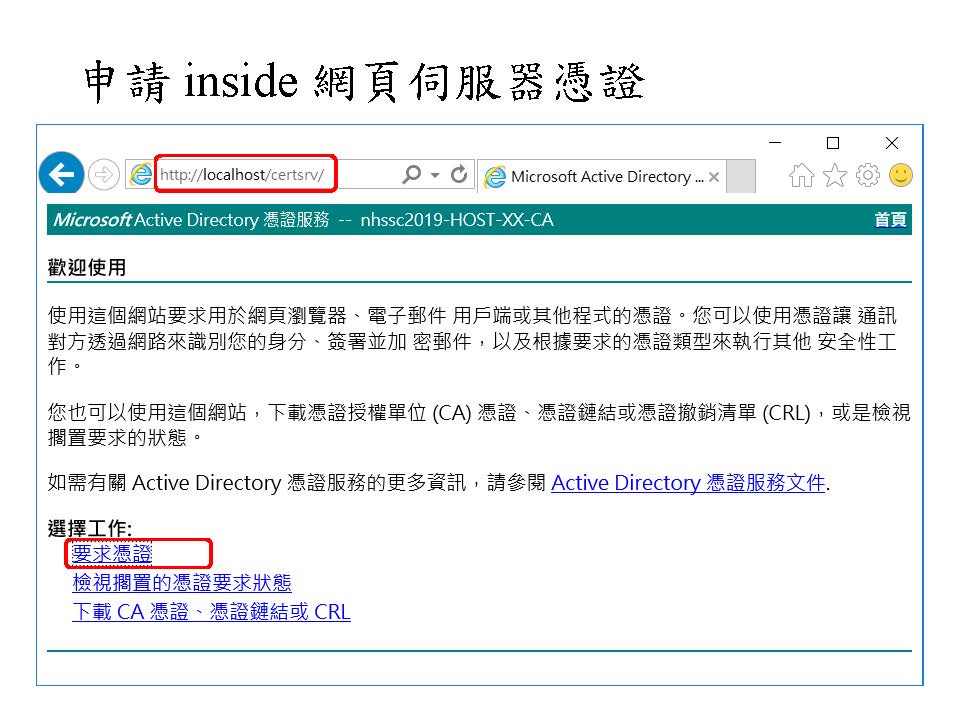 申請 inside 網頁伺服器憑證
http://localhost/certsrv/
Microsoft Active Directory ...
Microsoft Active Directory 憑證服務 -- nhssc2019-HOST-XX-CA
首頁
歡迎使用
使用這個網站要求用於網頁瀏覽器、電子郵件 用戶端或其他程式的憑證。您可以使用憑證讓 通訊
對方透過網路來識別您的身分、簽署並加 密郵件，以及根據要求的憑證類型來執行其他 安全性工
作。
您也可以使用這個網站，下載憑證授權單位 (CA) 憑證、憑證鏈結或憑證撤銷清單 (CRL)，或是檢視
擱置要求的狀態。
如需有關 Active Directory 憑證服務的更多資訊，請參閱 Active Directory 憑證服務文件.
選擇工作:
要求憑證
檢視擱置的憑證要求狀態
下載 CA 憑證、憑證鏈結或 CRL